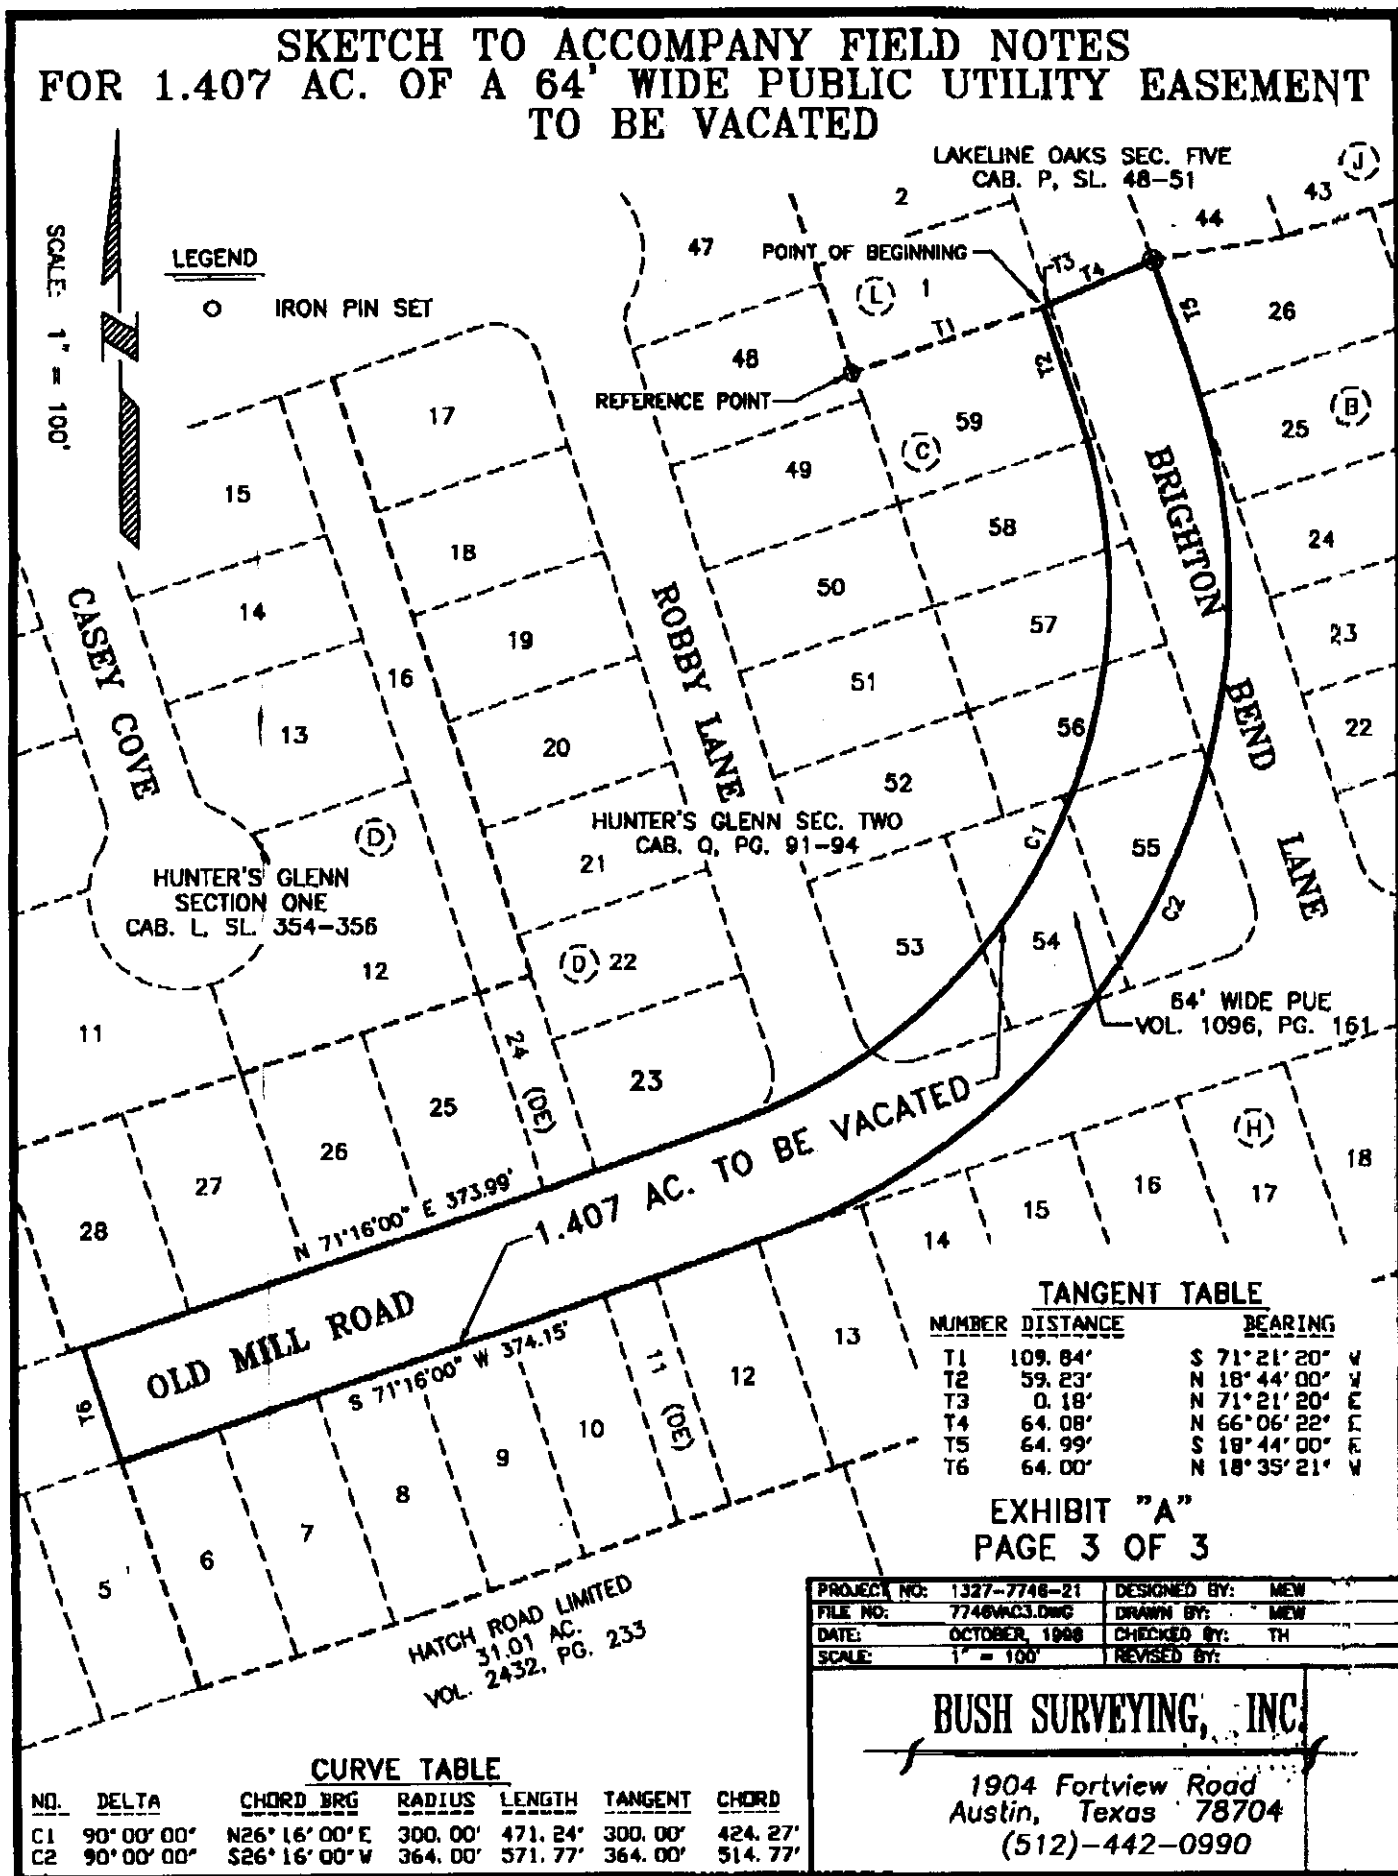 SKETCH TO ACCOMPANY FIELD NOTES
FOR 1.407 AC. OF A 64' WIDE PUBLIC UTILITY EASEMENT
TO BE VACATED
LAKELINE OAKS SEC. FIVE
CAB. P, SL. 48-51
J
43
44
2
47
SCALE: 1" = 100'
LEGEND
IRON PIN SET
POINT OF BEGINNING
T3
T4
L
1
T1
T5
26
48
T2
REFERENCE POINT
17
59
C
25
B
49
15
BRIGHTON
BEND
LANE
58
18
24
50
14
CASEY COVE
ROBBY LANE
57
23
19
16
51
13
56
20
22
52
HUNTER'S GLENN SEC. TWO
CAB. Q, PG. 91-94
D
C1
55
21
HUNTER'S GLENN
SECTION ONE
CAB. L, SL. 354-356
C2
53
54
D
22
12
64' WIDE PUE
VOL. 1096, PG. 161
11
24 (DE)
23
25
26
27
28
H
18
17
16
15
14
13
12
N 71°16'00" E 373.99'
1.407 AC. TO BE VACATED
OLD MILL ROAD
S 71°16'00" W 374.15'
T6
11 (DE)
10
9
8
7
6
5
TANGENT TABLE
NUMBER DISTANCE BEARING
T1 109.84' S 71°21'20" W
T2 59.23' N 18°44'00" W
T3 0.18' N 71°21'20" E
T4 64.08' N 66°06'22" E
T5 64.99' S 18°44'00" E
T6 64.00' N 18°35'21" W
EXHIBIT "A"
PAGE 3 OF 3
HATCH ROAD LIMITED
31.01 AC.
VOL. 2432, PG. 233
PROJECT NO: 1327-7746-21 DESIGNED BY: MEW
FILE NO: 7746VAC3.DWG DRAWN BY: MEW
DATE: OCTOBER, 1998 CHECKED BY: TH
SCALE: 1" = 100' REVISED BY:
BUSH SURVEYING, INC.
1904 Fortview Road
Austin, Texas 78704
(512)-442-0990
CURVE TABLE
NO. DELTA CHORD BRG RADIUS LENGTH TANGENT CHORD
C1 90°00'00" N26°16'00"E 300.00' 471.24' 300.00' 424.27'
C2 90°00'00" S26°16'00"W 364.00' 571.77' 364.00' 514.77'